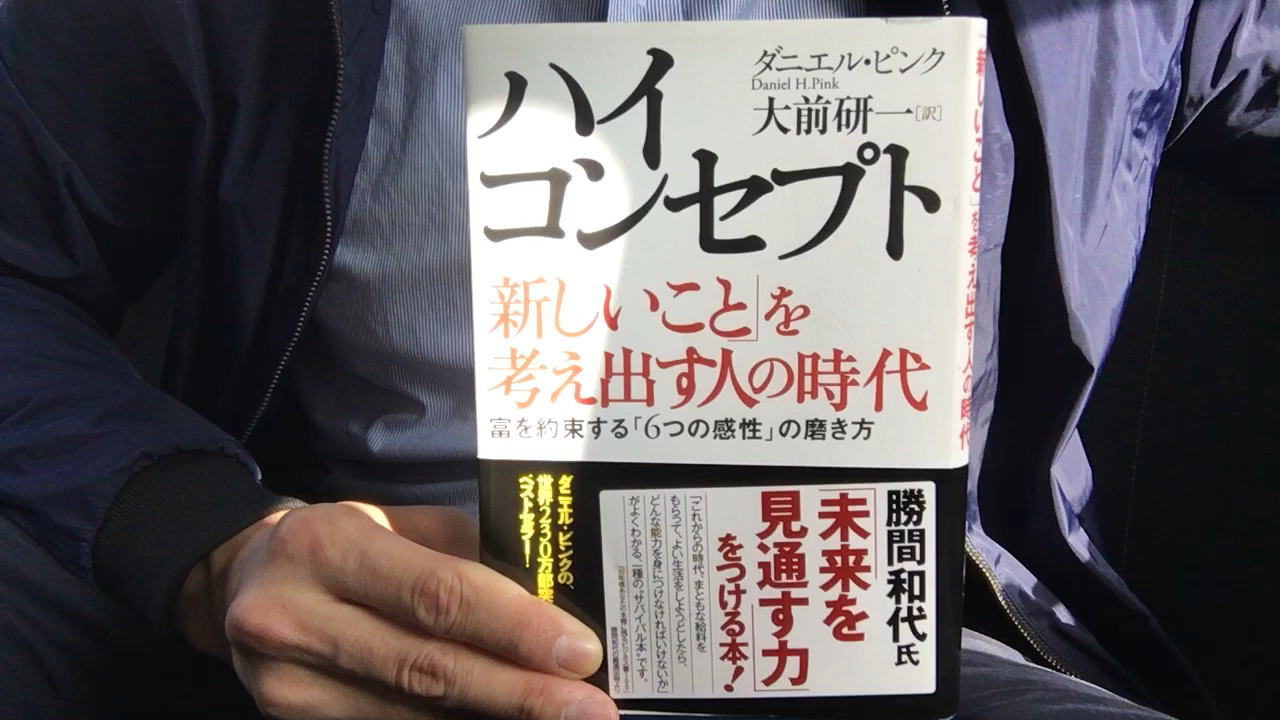 ハイ
コンセプト
ダニエル・ピンク
Daniel H.Pink
大前研一[訳]
新しいこと」を
考え出す人の時代
富を約束する「6つの感性」の磨き方
新しいこと」を考え出す人の時代
勝間和代氏
「未来を
見通す力」
をつける本!
「これからの時代、まともな給料を
もらって、よい生活をしようとしたら、
どんな能力を身につけなければいけないか
がよくわかる、一種の“サバイバル本”です。
ダニエル・ピンクの、
世界230万部突
ベストセラー!